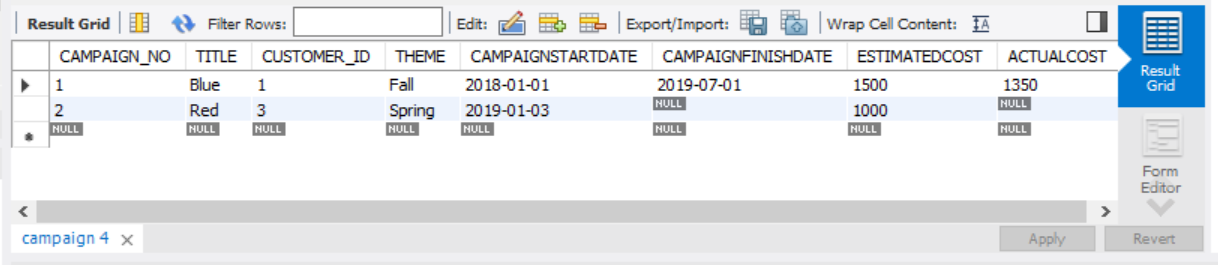 Result Grid Filter Rows: Edit: Export/Import: Wrap Cell Content: IA
CAMPAIGN_NO TITLE CUSTOMER_ID THEME CAMPAIGNSTARTDATE CAMPAIGNFINISHDATE ESTIMATEDCOST ACTUALCOST
1 Blue 1 Fall 2018-01-01 2019-07-01 1500 1350
2 Red 3 Spring 2019-01-03 NULL 1000 NULL
NULL NULL NULL NULL NULL NULL NULL NULL
Result
Grid
Form
Editor
campaign 4
Apply Revert